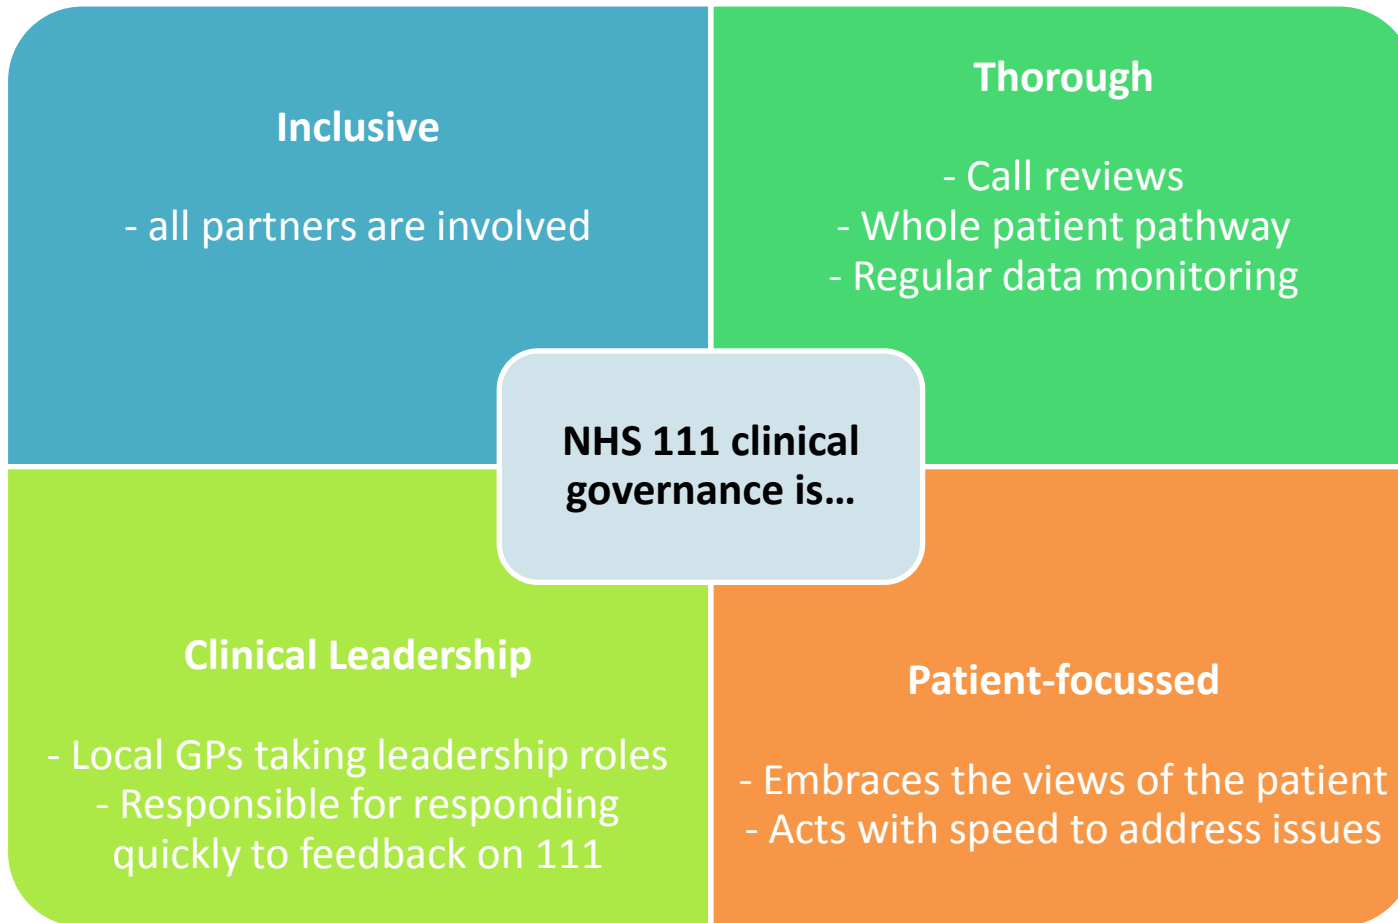 Inclusive
- all partners are involved
Thorough
- Call reviews
- Whole patient pathway
- Regular data monitoring
NHS 111 clinical
governance is…
Clinical Leadership
- Local GPs taking leadership roles
- Responsible for responding
quickly to feedback on 111
Patient-focussed
- Embraces the views of the patient
- Acts with speed to address issues